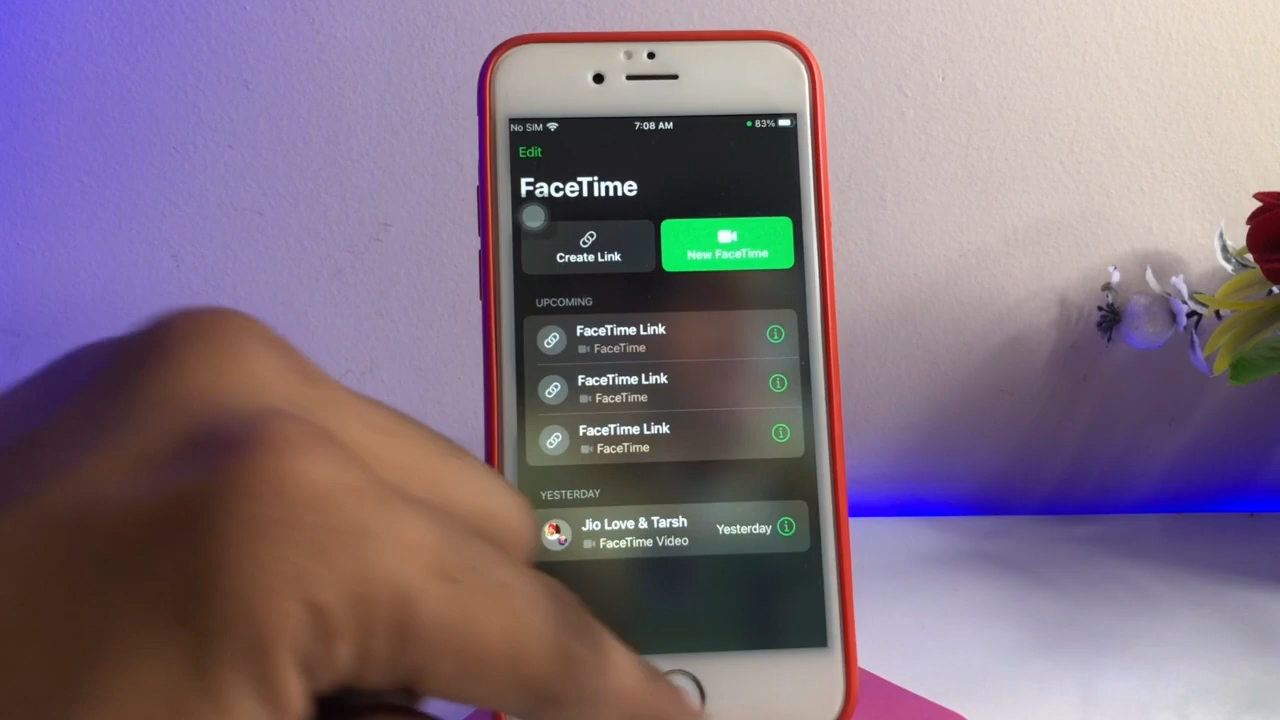 No SIM 7:08 AM 83%
Edit
FaceTime
Create Link
New FaceTime
UPCOMING
FaceTime Link
FaceTime
FaceTime Link
FaceTime
FaceTime Link
FaceTime
YESTERDAY
Jio Love & Tarsh Yesterday
FaceTime Video